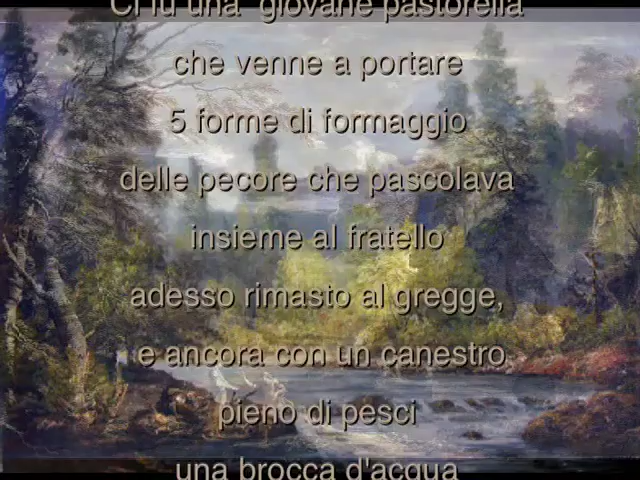 Ci fu una giovane pastorella
che venne a portare
5 forme di formaggio
delle pecore che pascolava
insieme al fratello
adesso rimasto al gregge,
e ancora con un canestro
pieno di pesci
una brocca d'acqua